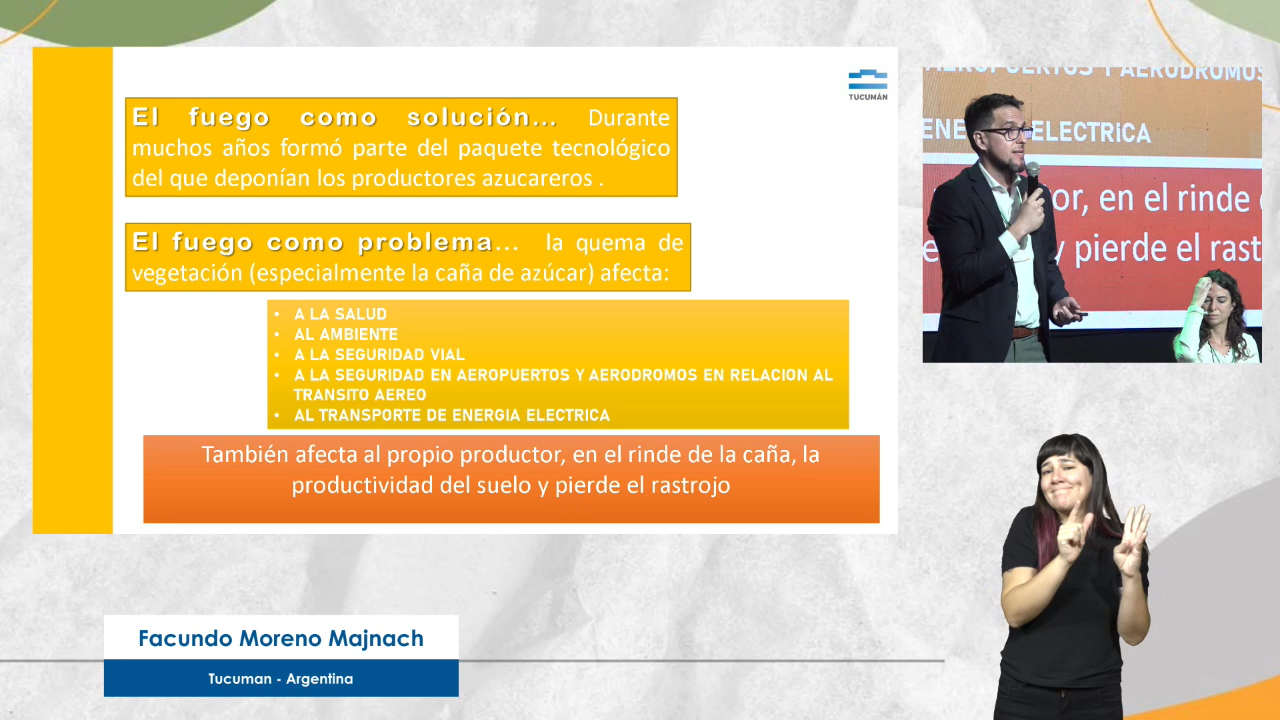 El fuego como solución... Durante
muchos años formó parte del paquete tecnológico
del que deponían los productores azucareros .
TUCUMÁN
El fuego como problema... la quema de
vegetación (especialmente la caña de azúcar) afecta:
• A LA SALUD
• AL AMBIENTE
• A LA SEGURIDAD VIAL
• A LA SEGURIDAD EN AEROPUERTOS Y AERODROMOS EN RELACION AL
TRANSITO AEREO
• AL TRANSPORTE DE ENERGIA ELECTRICA
También afecta al propio productor, en el rinde de la caña, la
productividad del suelo y pierde el rastrojo
AEROPUERTOS Y AERODROMOS
ELECTRICA
en el rinde
y pierde el
Facundo Moreno Majnach
Tucuman - Argentina